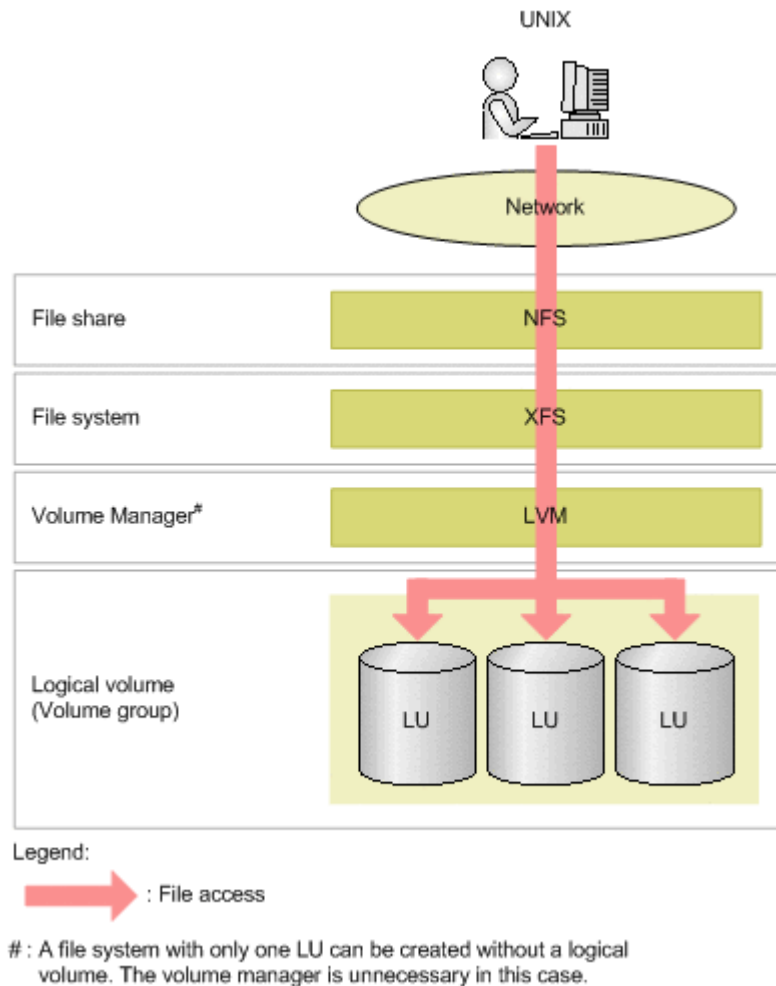 UNIX
Network
File share
NFS
File system
XFS
Volume Manager#
LVM
Logical volume
(Volume group)
LU
LU
LU
Legend:
: File access
# : A file system with only one LU can be created without a logical
volume. The volume manager is unnecessary in this case.